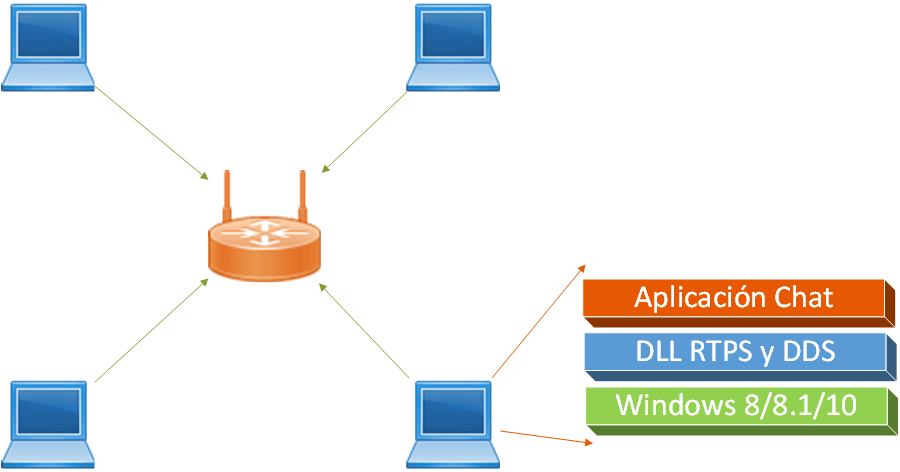 Aplicación Chat
DLL RTPS y DDS
Windows 8/8.1/10